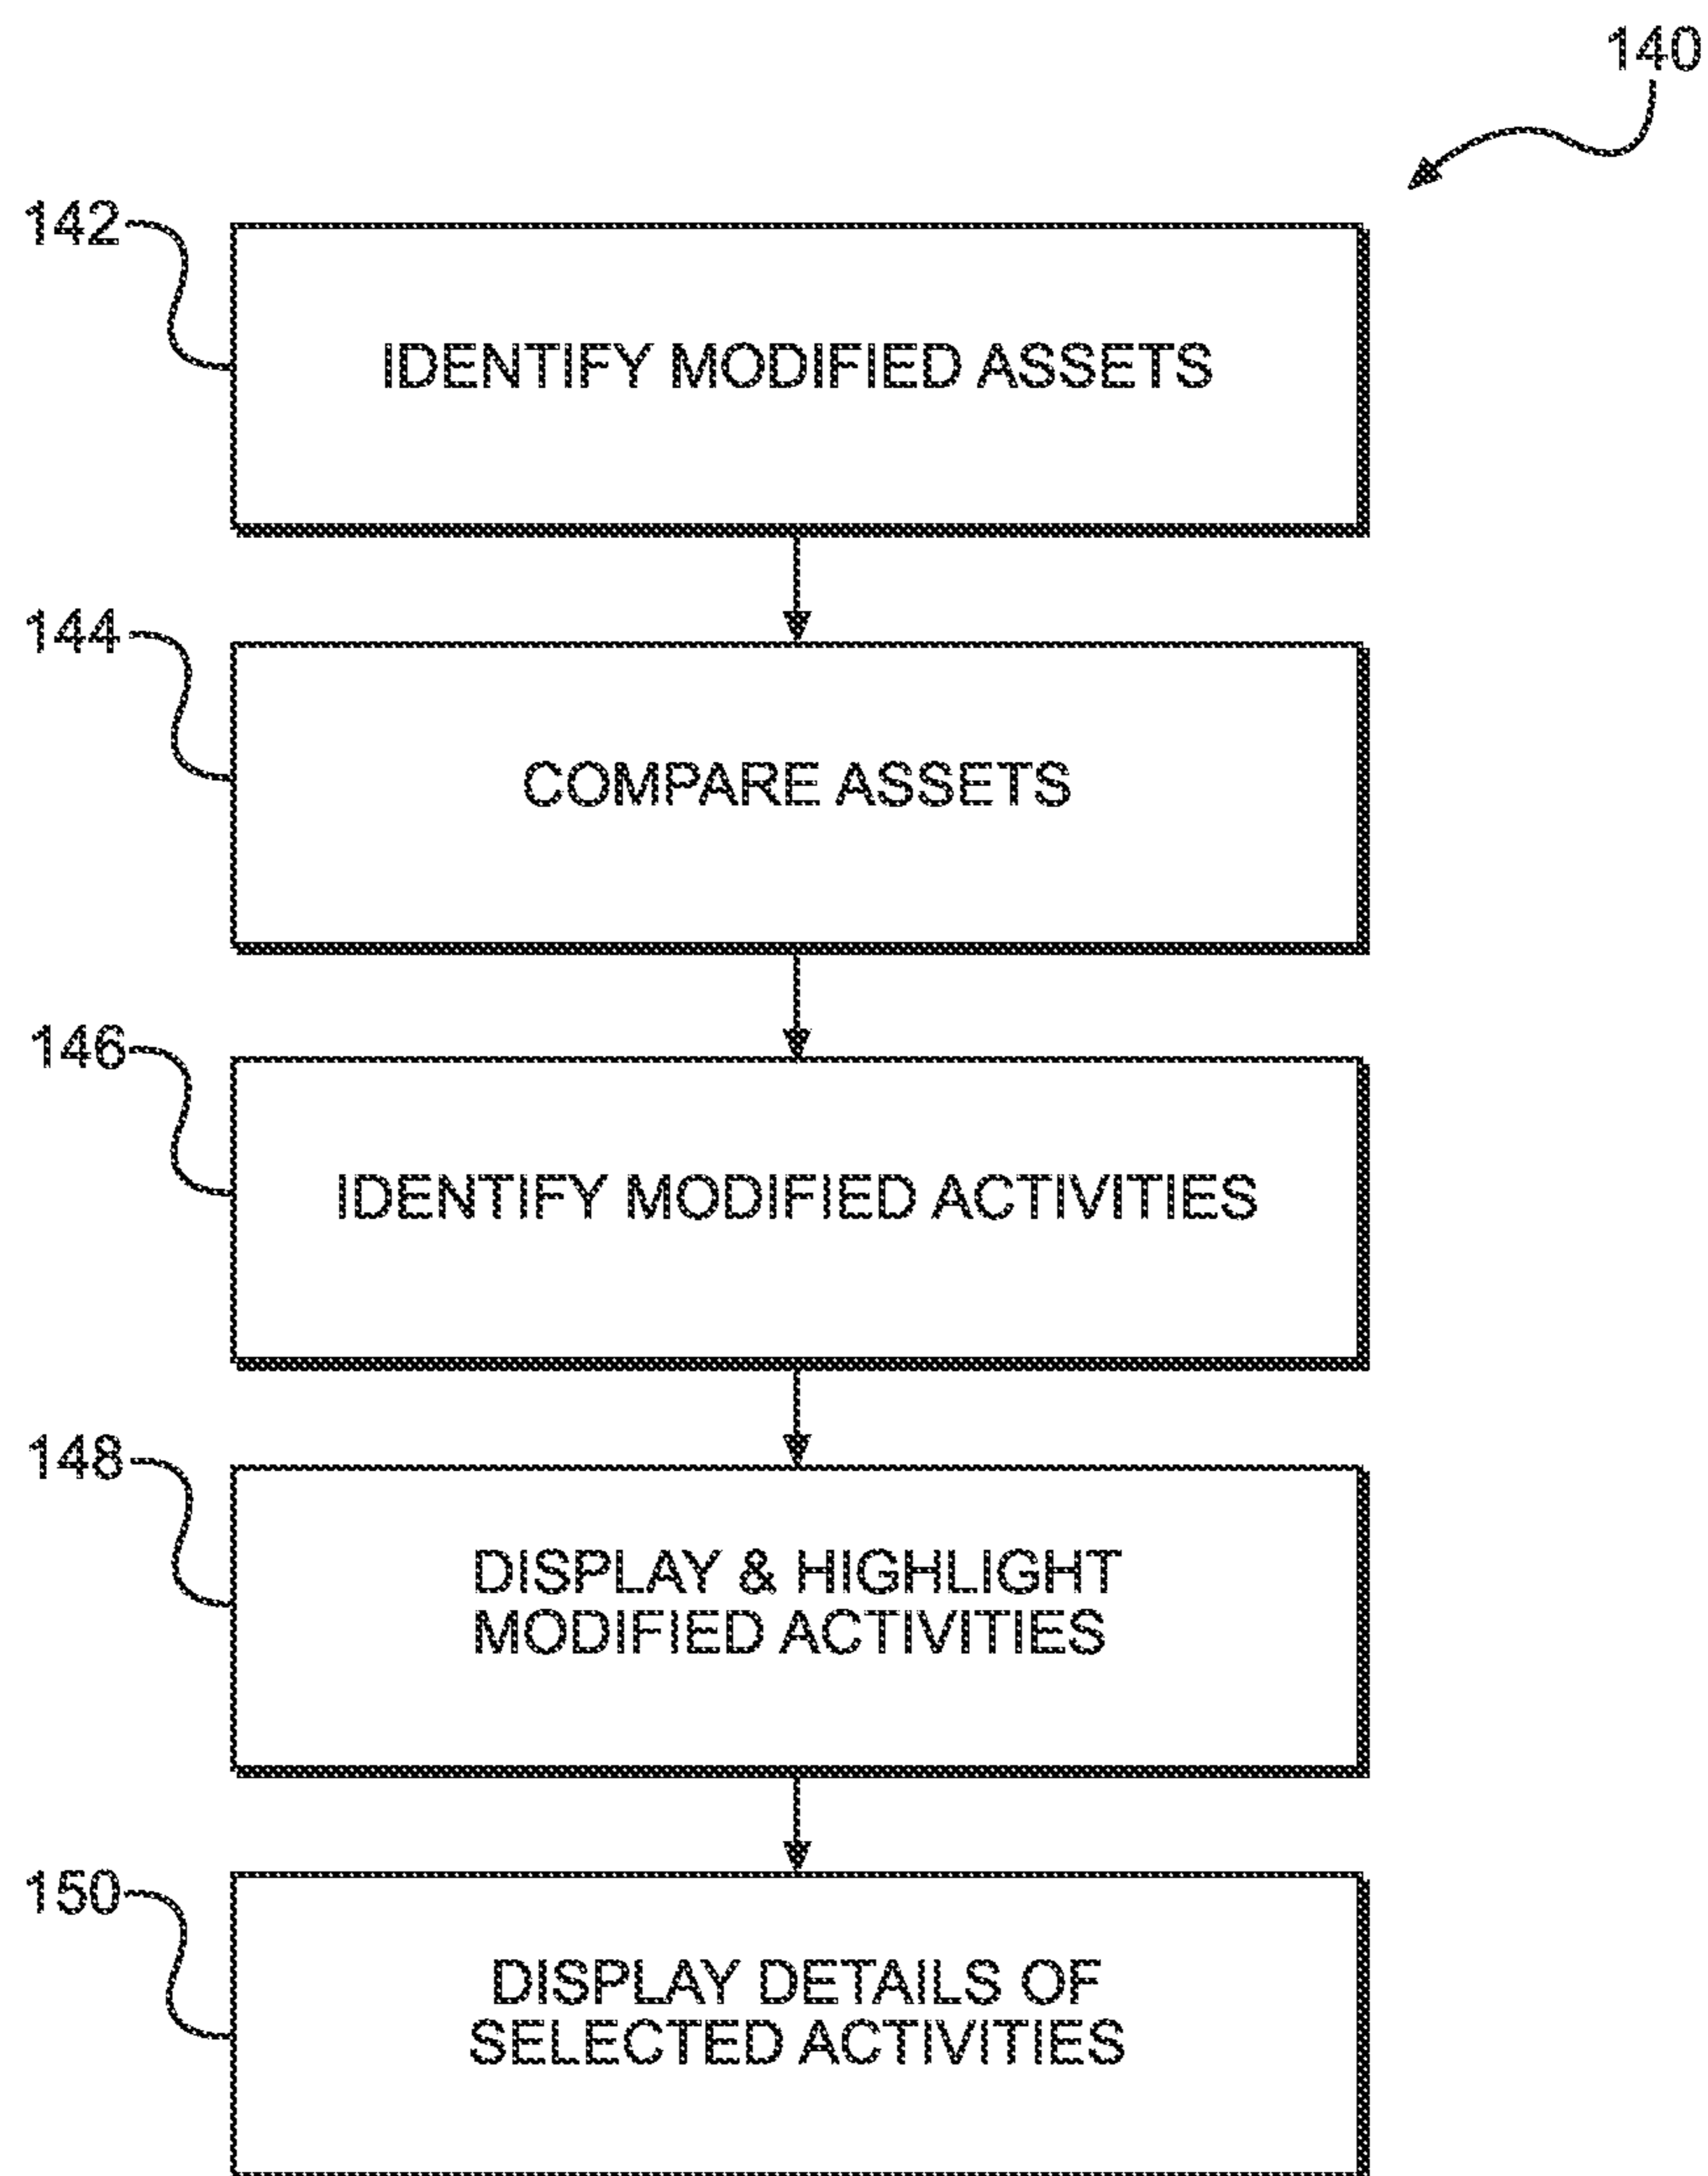 140
142
IDENTIFY MODIFIED ASSETS
144
COMPARE ASSETS
146
IDENTIFY MODIFIED ACTIVITIES
148
DISPLAY & HIGHLIGHT
MODIFIED ACTIVITIES
150
DISPLAY DETAILS OF
SELECTED ACTIVITIES